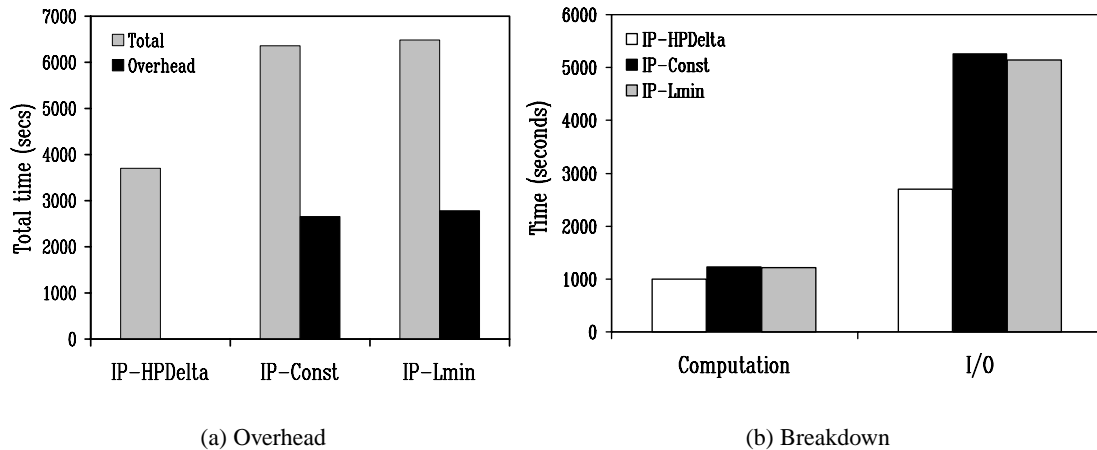 7000
6000
5000
4000
3000
2000
1000
0
Total time (secs)
Total
Overhead
IP-HPDelta
IP-Const
IP-Lmin
(a) Overhead
6000
5000
4000
3000
2000
1000
0
Time (seconds)
IP-HPDelta
IP-Const
IP-Lmin
Computation
I/O
(b) Breakdown